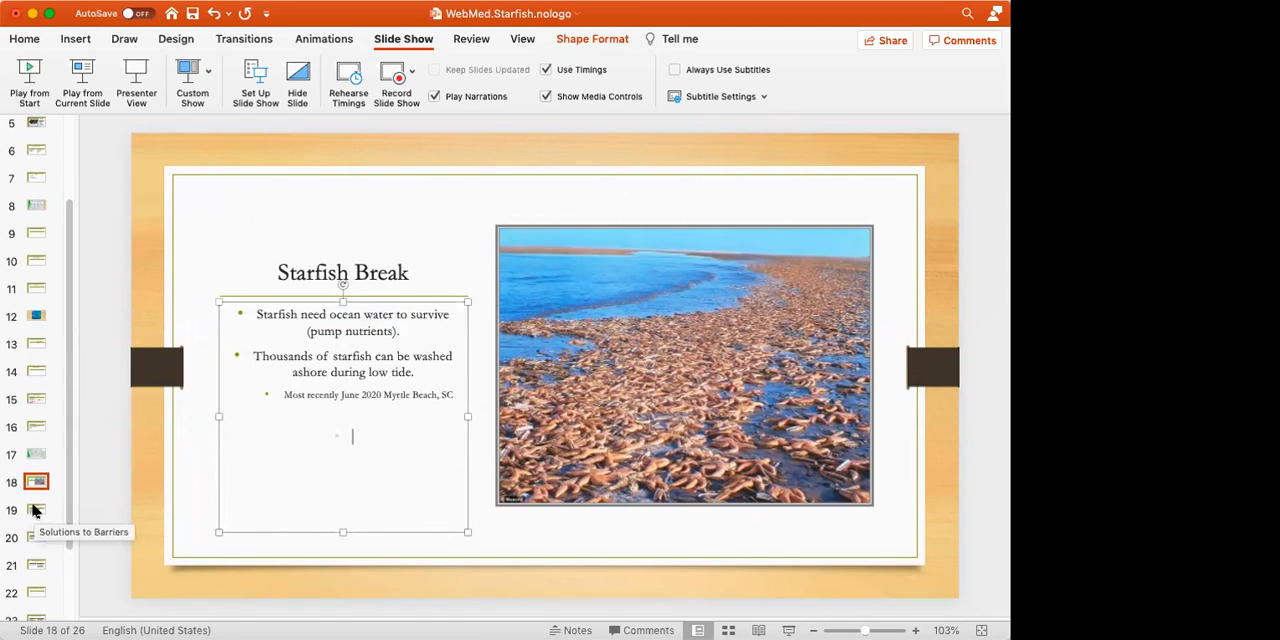 AutoSave OFF
WebMed.Starfish.nologo
Home Insert Draw Design Transitions Animations Slide Show Review View Shape Format Tell me Share Comments
Play from Start
Play from Current Slide
Presenter View
Custom Show
Set Up Slide Show
Hide Slide
Rehearse Timings
Record Slide Show
Keep Slides Updated
Play Narrations
Use Timings
Show Media Controls
Always Use Subtitles
Subtitle Settings
5
6
7
8
9
10
11
12
13
14
15
16
17
18
19
Solutions to Barriers
20
21
22
23
Starfish Break
• Starfish need ocean water to survive
(pump nutrients).
• Thousands of starfish can be washed
ashore during low tide.
• Most recently June 2020 Myrtle Beach, SC
Slide 18 of 26 English (United States) Notes Comments 103%